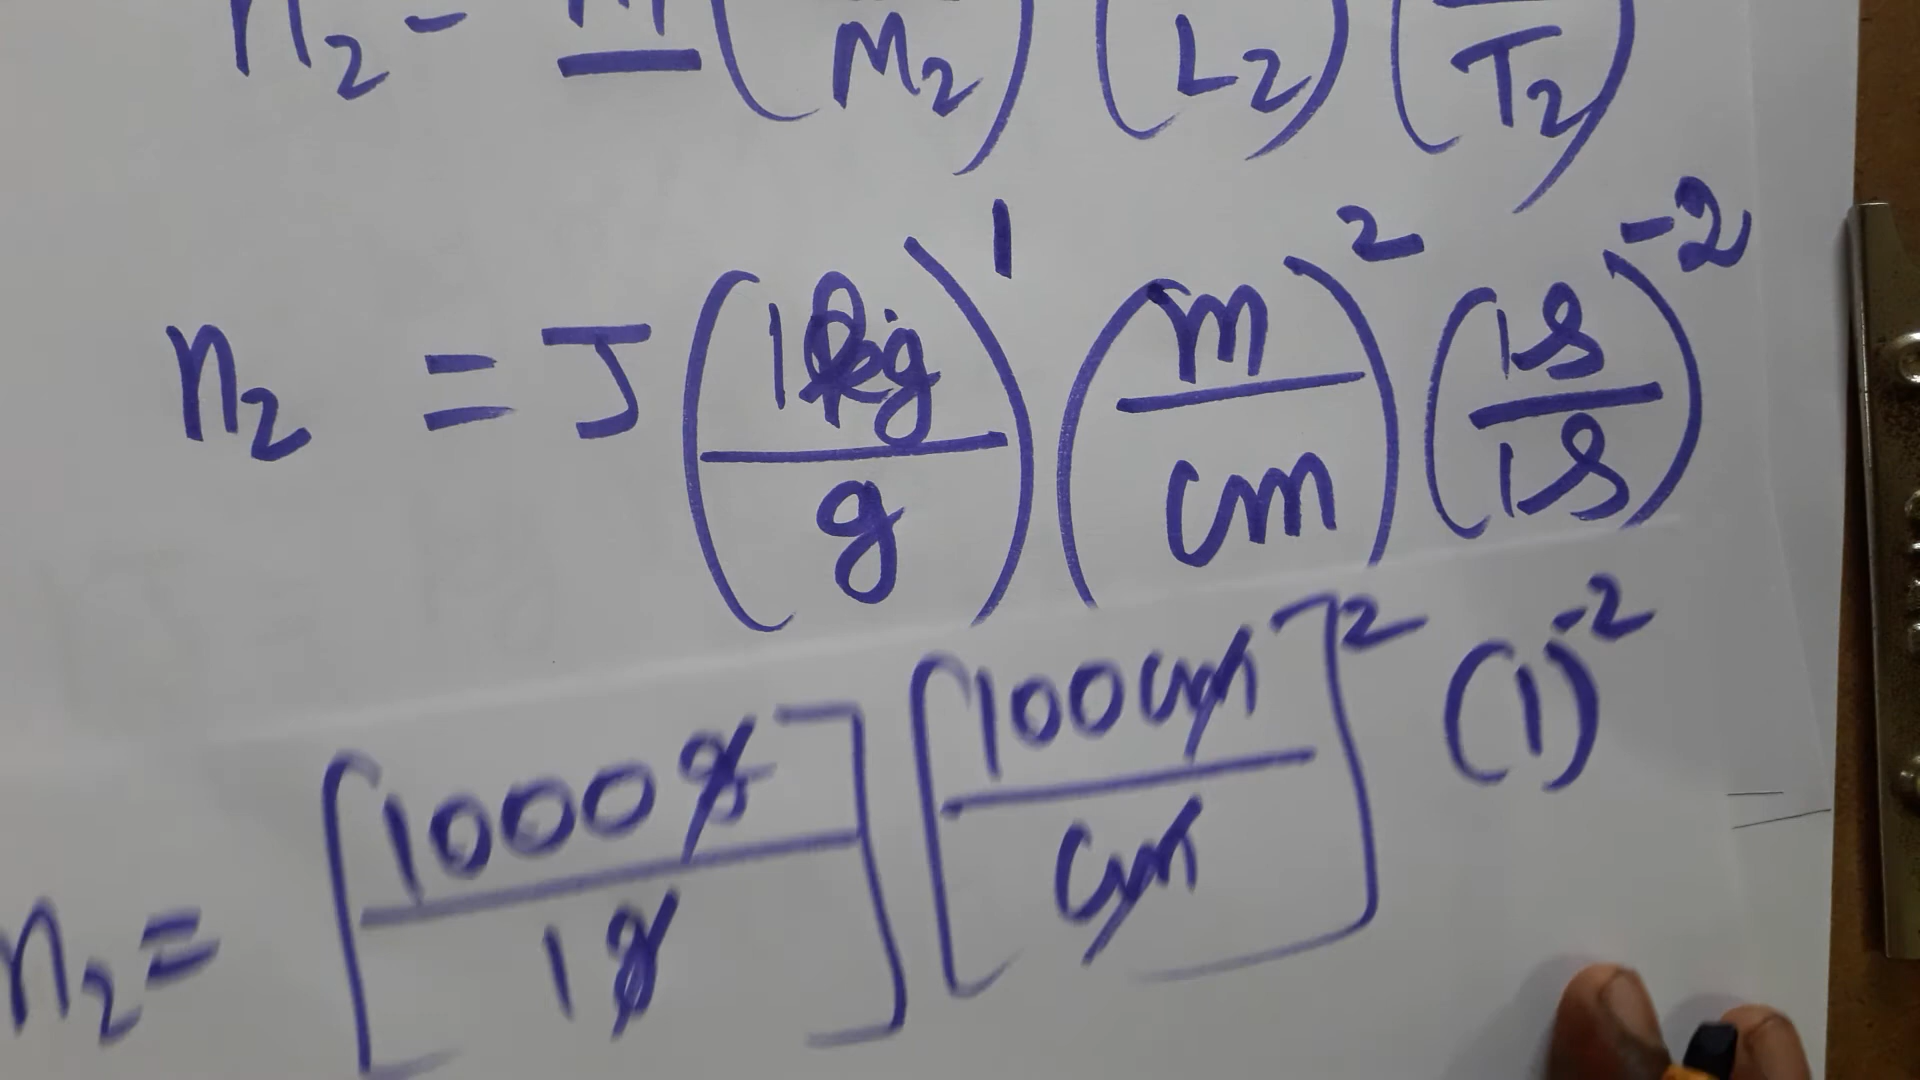 n₂ = (/M₂) (/L₂) (/T₂)
n₂ = J (1kg/g)¹ (m/cm)² (1s/1s)⁻²
n₂ = [1000g/1g] [100cm/cm]² (1)⁻²